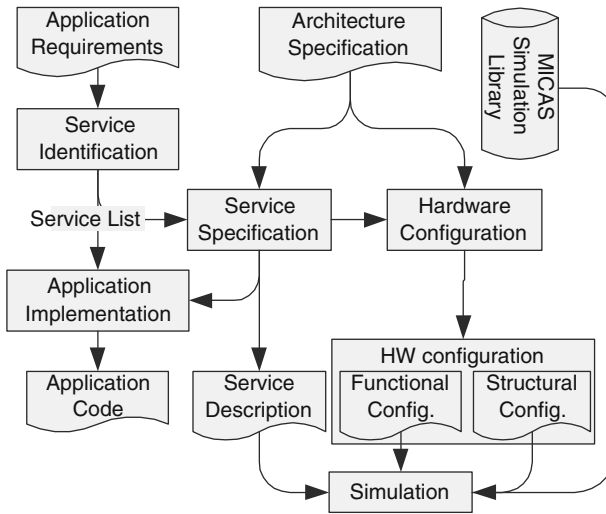 Application
Requirements
Architecture
Specification
MICAS
Simulation
Library
Service
Identification
Service List
Service
Specification
Hardware
Configuration
Application
Implementation
HW configuration
Application
Code
Service
Description
Functional
Config.
Structural
Config.
Simulation